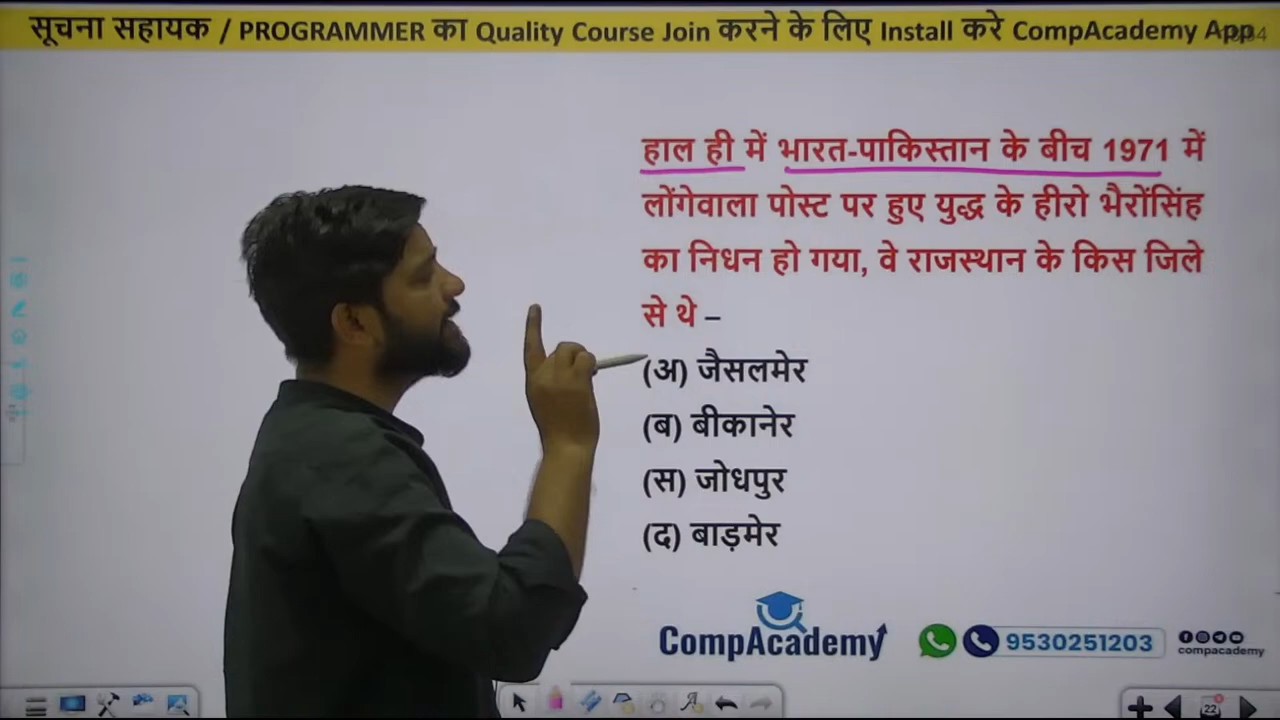 सूचना सहायक / PROGRAMMER का Quality Course Join करने के लिए Install करे CompAcademy App
हाल ही में भारत-पाकिस्तान के बीच 1971 में
लोंगेवाला पोस्ट पर हुए युद्ध के हीरो भैरोंसिंह
का निधन हो गया, वे राजस्थान के किस जिले
से थे –
(अ) जैसलमेर
(ब) बीकानेर
(स) जोधपुर
(द) बाड़मेर
CompAcademy
9530251203
compacademy
22